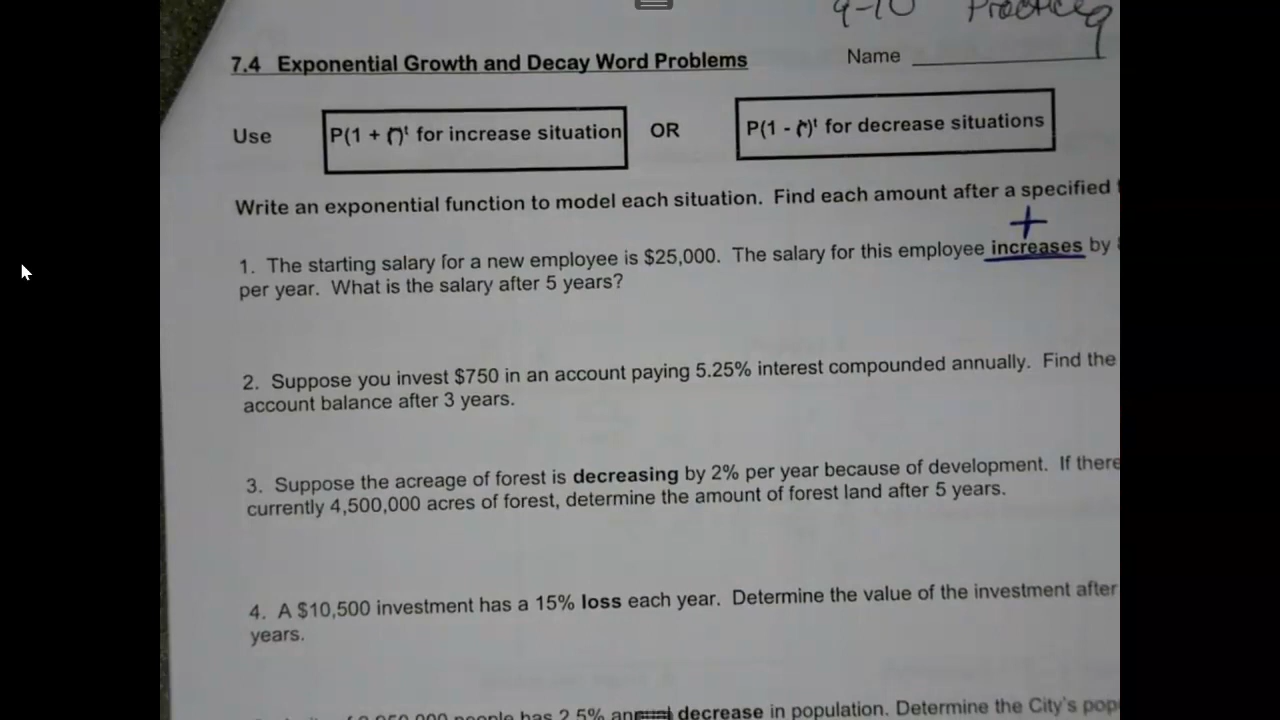 9-10 Practice
7.4 Exponential Growth and Decay Word Problems
Name
Use
P(1 + r)ᵗ for increase situation
OR
P(1 - r)ᵗ for decrease situations
Write an exponential function to model each situation. Find each amount after a specified
+
1. The starting salary for a new employee is $25,000. The salary for this employee increases by
per year. What is the salary after 5 years?
2. Suppose you invest $750 in an account paying 5.25% interest compounded annually. Find the
account balance after 3 years.
3. Suppose the acreage of forest is decreasing by 2% per year because of development. If there
currently 4,500,000 acres of forest, determine the amount of forest land after 5 years.
4. A $10,500 investment has a 15% loss each year. Determine the value of the investment after
years.
people has 2.5% annual decrease in population. Determine the City's